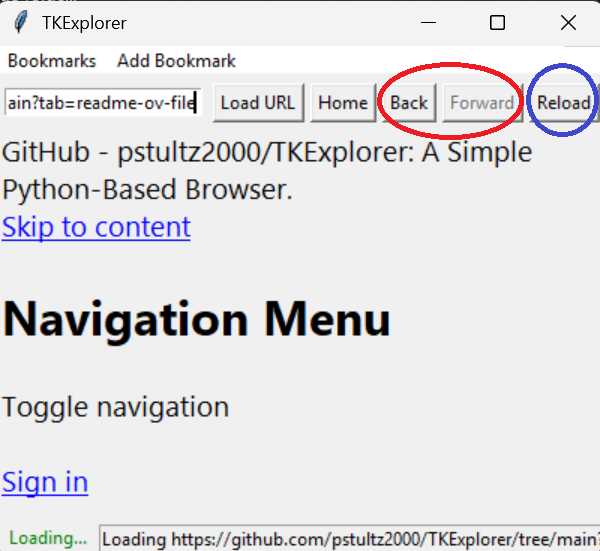 TKExplorer
Bookmarks Add Bookmark
ain?tab=readme-ov-file Load URL Home Back Forward Reload
GitHub - pstultz2000/TKExplorer: A Simple
Python-Based Browser.
Skip to content
Navigation Menu
Toggle navigation
Sign in
Loading... Loading https://github.com/pstultz2000/TKExplorer/tree/main?